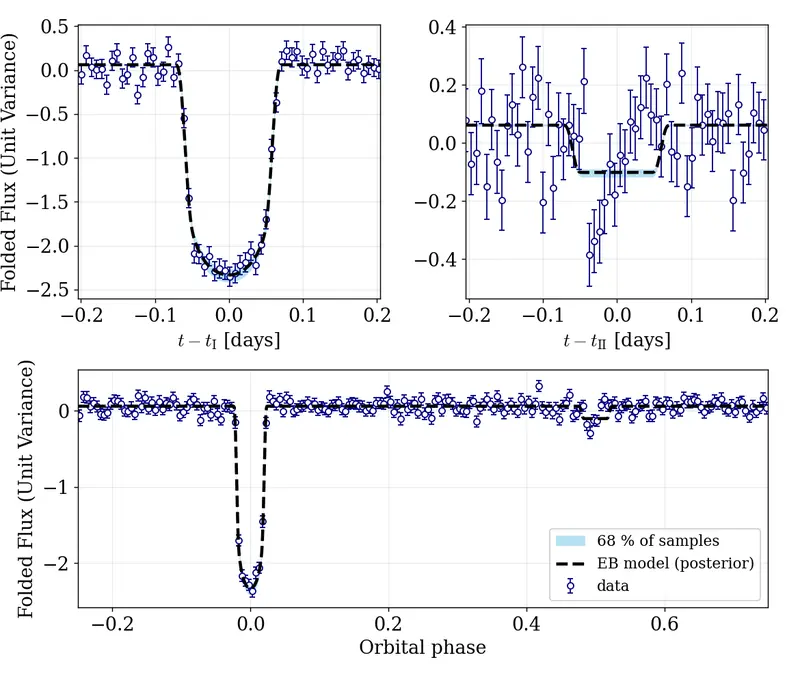 Folded Flux (Unit Variance)
0.5
0.0
−0.5
−1.0
−1.5
−2.0
−2.5
−0.2 −0.1 0.0 0.1 0.2
t − tI [days]
0.4
0.2
0.0
−0.2
−0.4
−0.2 −0.1 0.0 0.1 0.2
t − tII [days]
Folded Flux (Unit Variance)
0
−1
−2
68 % of samples
EB model (posterior)
data
−0.2 0.0 0.2 0.4 0.6
Orbital phase